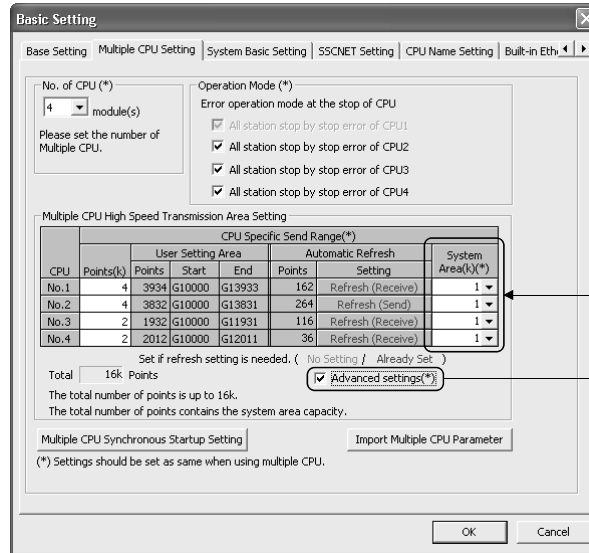 Basic Setting
Base Setting Multiple CPU Setting System Basic Setting SSCNET Setting CPU Name Setting Built-in Eth
No. of CPU (*)
4 module(s)
Please set the number of
Multiple CPU.
Operation Mode (*)
Error operation mode at the stop of CPU
All station stop by stop error of CPU1
All station stop by stop error of CPU2
All station stop by stop error of CPU3
All station stop by stop error of CPU4
Multiple CPU High Speed Transmission Area Setting
CPU Specific Send Range(*)
User Setting Area Automatic Refresh System
CPU Points(k) Points Start End Points Setting Area(k)(*)
No.1 4 3934 G10000 G13933 162 Refresh (Receive) 1
No.2 4 3832 G10000 G13831 264 Refresh (Send) 1
No.3 2 1932 G10000 G11931 116 Refresh (Receive) 1
No.4 2 2012 G10000 G12011 36 Refresh (Receive) 1
Set if refresh setting is needed. ( No Setting / Already Set )
Total 16k Points
Advanced settings(*)
The total number of points is up to 16k.
The total number of points contains the system area capacity.
Multiple CPU Synchronous Startup Setting Import Multiple CPU Parameter
(*) Settings should be set as same when using multiple CPU.
OK Cancel